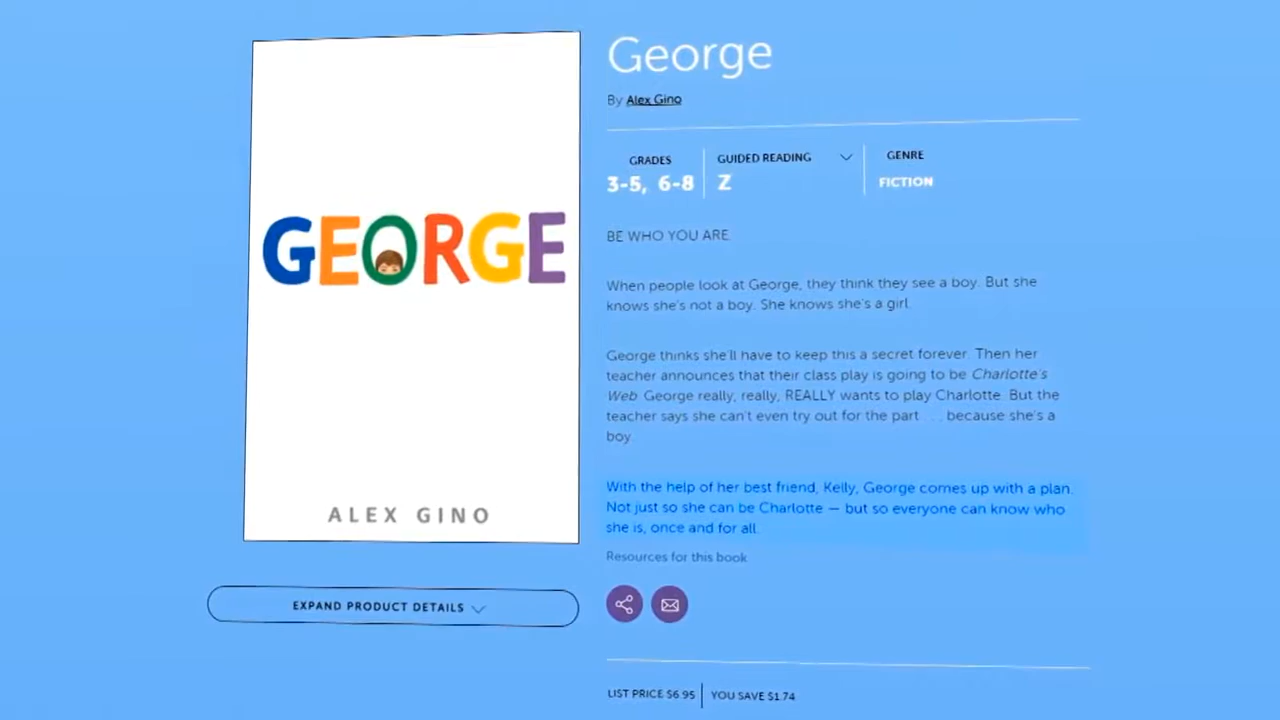 George
By Alex Gino
GRADES
3-5, 6-8
GUIDED READING
Z
GENRE
FICTION
GEORGE
ALEX GINO
BE WHO YOU ARE.
When people look at George, they think they see a boy. But she
knows she's not a boy. She knows she's a girl.
George thinks she'll have to keep this a secret forever. Then her
teacher announces that their class play is going to be Charlotte's
Web. George really, really, REALLY wants to play Charlotte. But the
teacher says she can't even try out for the part . . . because she's a
boy.
With the help of her best friend, Kelly, George comes up with a plan.
Not just so she can be Charlotte — but so everyone can know who
she is, once and for all.
Resources for this book
EXPAND PRODUCT DETAILS
LIST PRICE $6.95
YOU SAVE $1.74